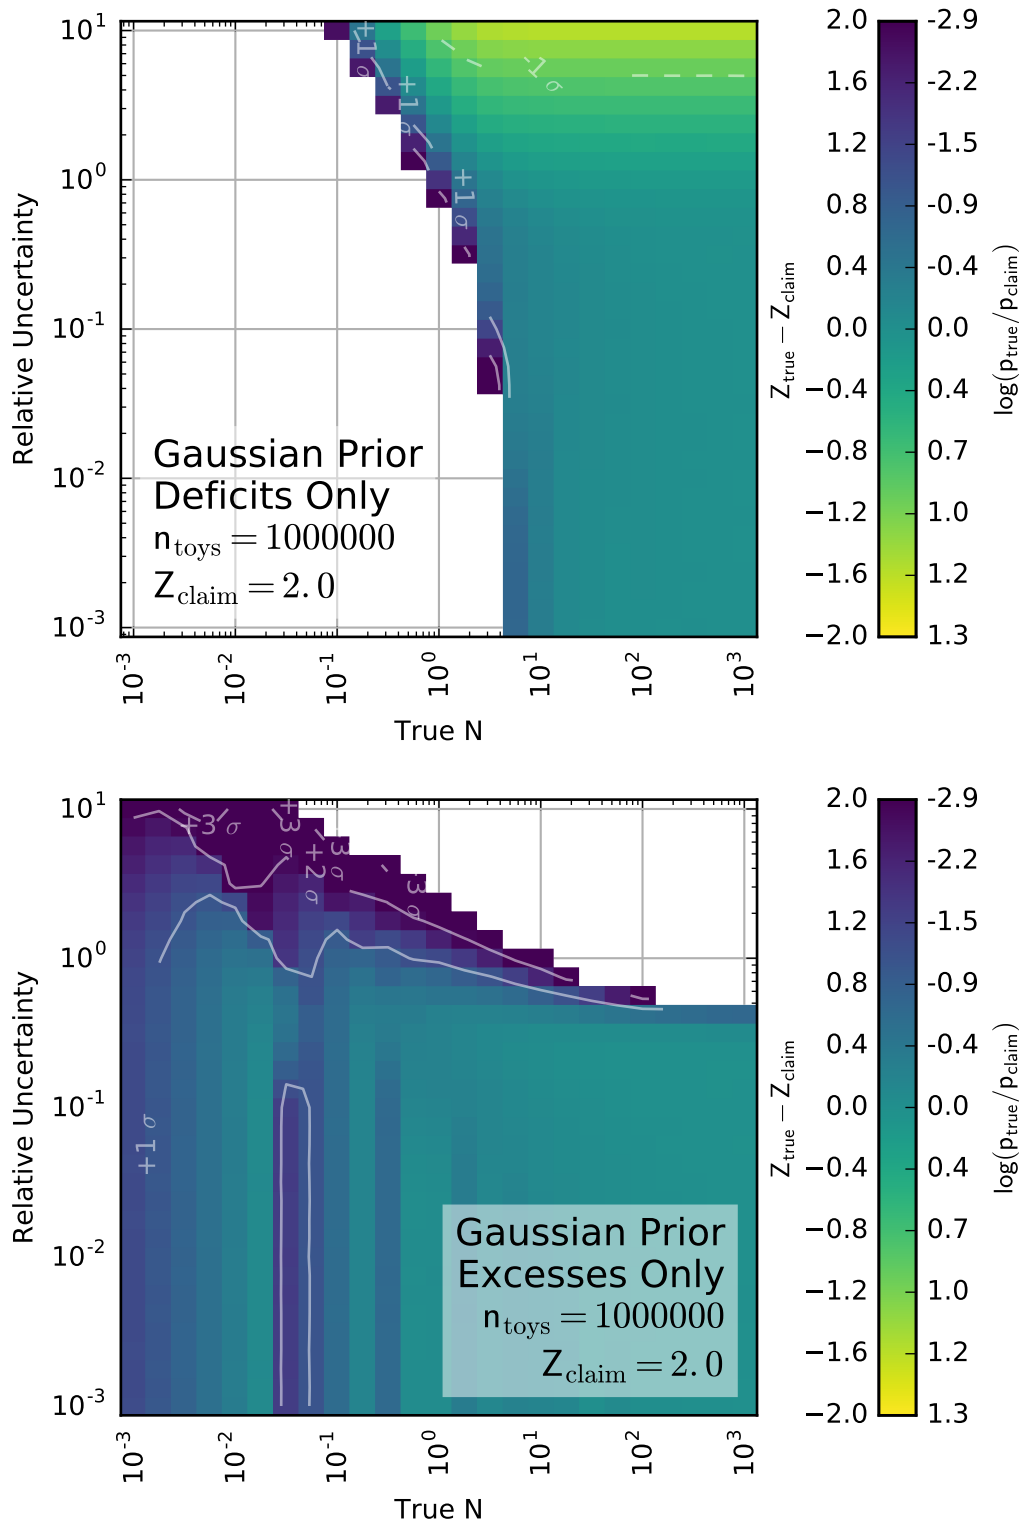 10^1
10^0
10^-1
10^-2
10^-3
Relative Uncertainty
+1 σ
+1 σ
+1 σ
-1 σ
Gaussian Prior
Deficits Only
n_toys = 1000000
Z_claim = 2.0
10^-3 10^-2 10^-1 10^0 10^1 10^2 10^3
True N
Z_true − Z_claim
2.0 -2.9
1.6 -2.2
1.2 -1.5
0.8 -0.9
0.4 -0.4
0.0 0.0
−0.4 0.4
−0.8 0.7
−1.2 1.0
−1.6 1.2
−2.0 1.3
log(p_true/p_claim)
10^1
10^0
10^-1
10^-2
10^-3
Relative Uncertainty
+3 σ
+3 σ
+2 σ
3 σ
3 σ
+1 σ
Gaussian Prior
Excesses Only
n_toys = 1000000
Z_claim = 2.0
10^-3 10^-2 10^-1 10^0 10^1 10^2 10^3
True N
Z_true − Z_claim
2.0 -2.9
1.6 -2.2
1.2 -1.5
0.8 -0.9
0.4 -0.4
0.0 0.0
−0.4 0.4
−0.8 0.7
−1.2 1.0
−1.6 1.2
−2.0 1.3
log(p_true/p_claim)